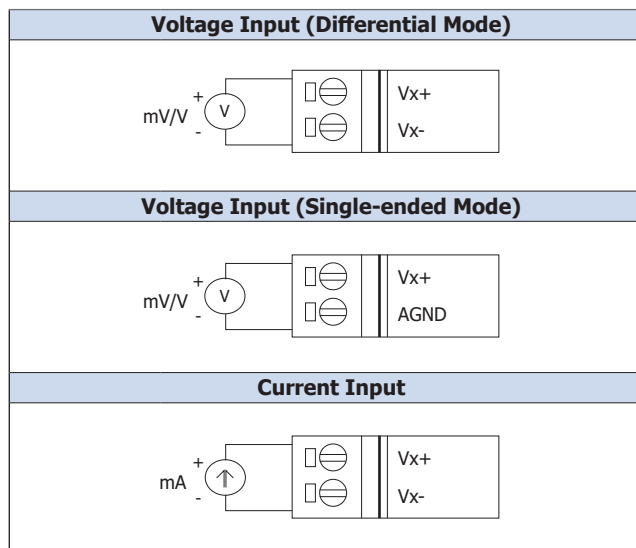 Voltage Input (Differential Mode)
+
mV/V
-
V
Vx+
Vx-
Voltage Input (Single-ended Mode)
+
mV/V
-
V
Vx+
AGND
Current Input
+
mA
-
Vx+
Vx-